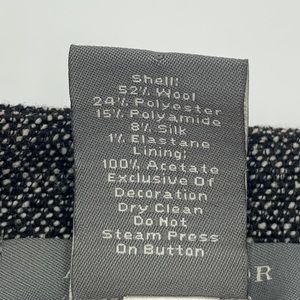 Shell:
52% Wool
24% Polyester
15% Polyamide
8% Silk
1% Elastane
Lining:
100% Acetate
Exclusive Of
Decoration
Dry Clean
Do Not
Steam Press
On Button